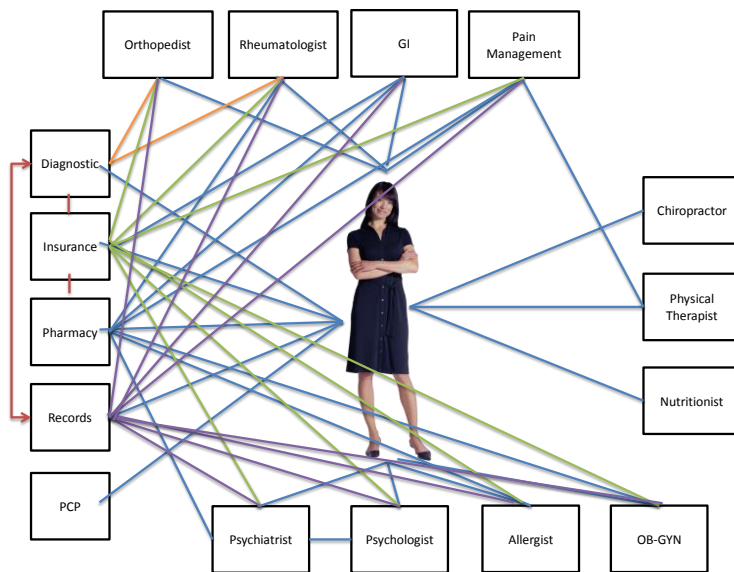 Orthopedist
Rheumatologist
GI
Pain
Management
Diagnostic
Insurance
Pharmacy
Records
PCP
Chiropractor
Physical
Therapist
Nutritionist
Psychiatrist
Psychologist
Allergist
OB-GYN